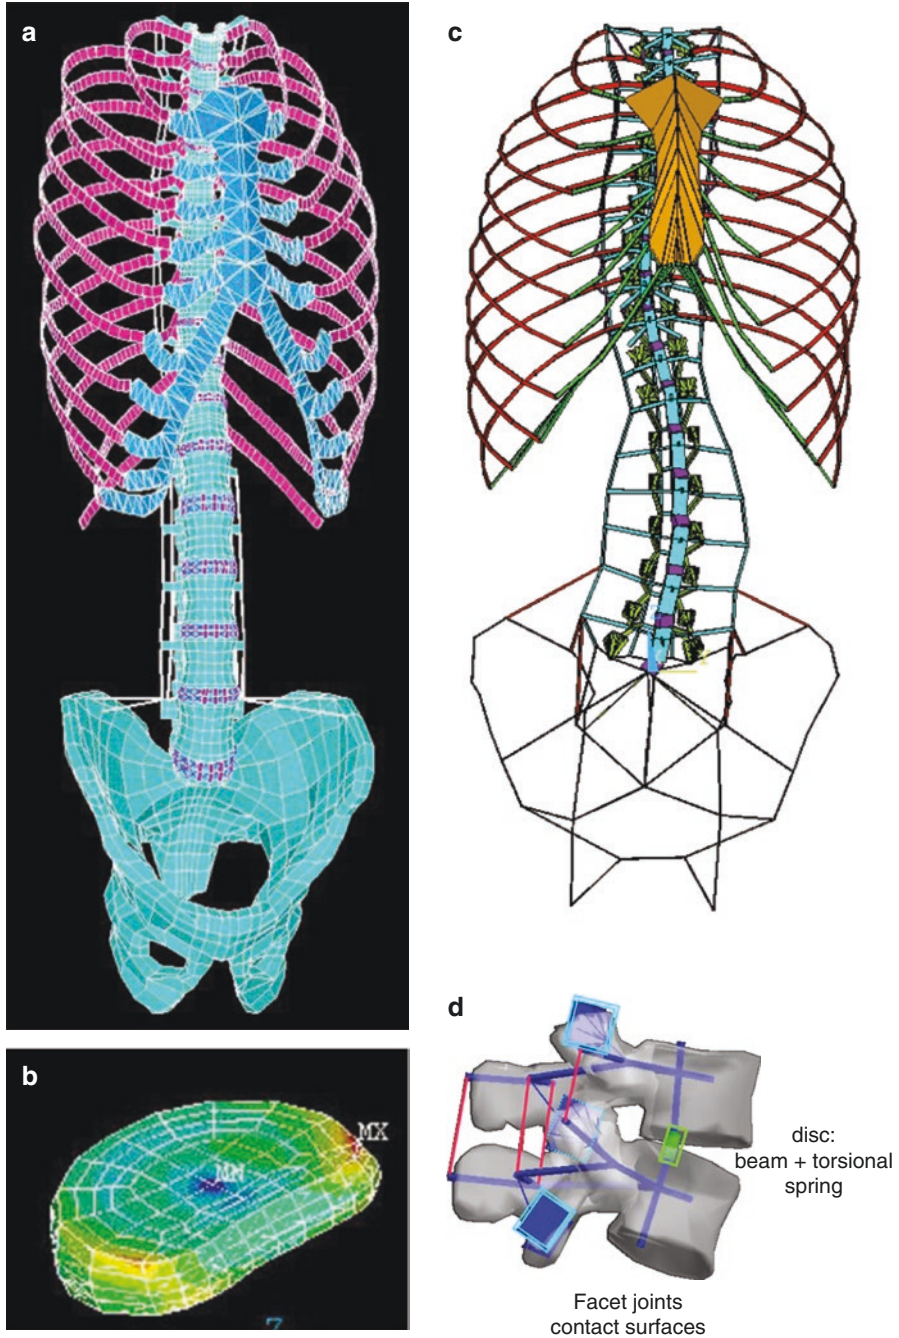 a
c
b
MX
MN
Z
d
disc:
beam + torsional
spring
Facet joints
contact surfaces